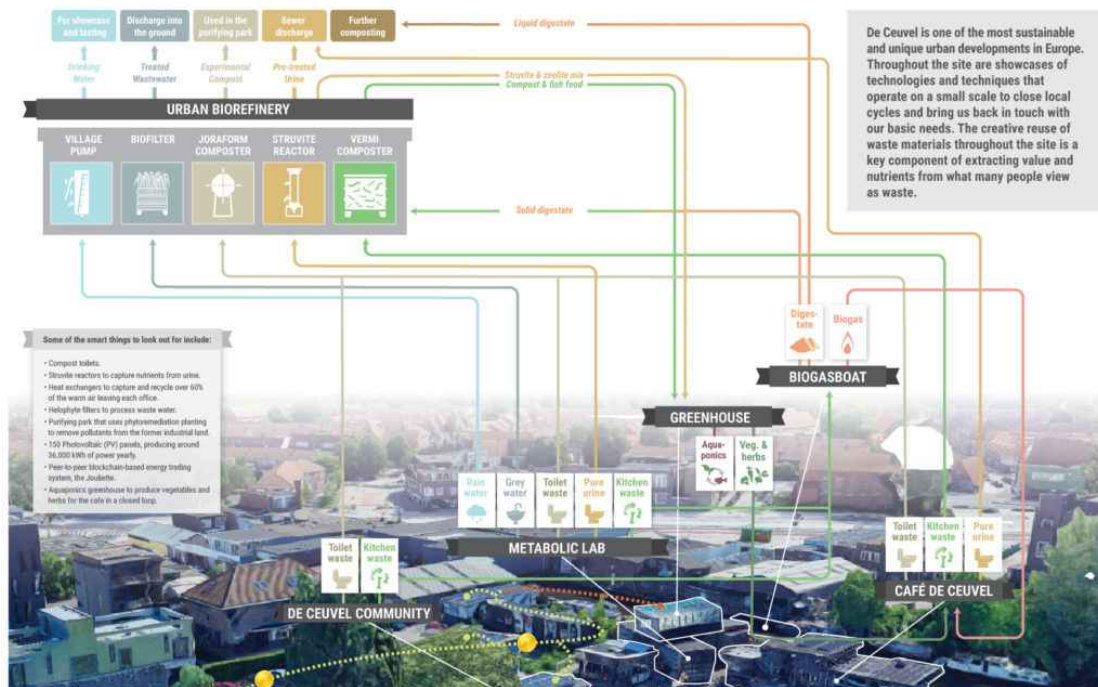 For showcase
and tasting
Discharge into
the ground
Used in the
purifying park
Sewer
discharge
Further
composting
Liquid digestate
Drinking
Water
Treated
Wastewater
Experimental
Compost
Pre-treated
Urine
Struvite & zeolite mix
Compost & fish food
URBAN BIOREFINERY
VILLAGE
PUMP
BIOFILTER
JORAFORM
COMPOSTER
STRUVITE
REACTOR
VERMI
COMPOSTER
Solid digestate
De Ceuvel is one of the most sustainable
and unique urban developments in Europe.
Throughout the site are showcases of
technologies and techniques that
operate on a small scale to close local
cycles and bring us back in touch with
our basic needs. The creative reuse of
waste materials throughout the site is a
key component of extracting value and
nutrients from what many people view
as waste.
Some of the smart things to look out for include:
• Compost toilets.
• Struvite reactors to capture nutrients from urine.
• Heat exchangers to capture and recycle over 60%
of the warm air leaving each office.
• Helophyte filters to process waste water.
• Purifying park that uses phytoremediation planting
to remove pollutants from the former industrial land.
• 150 Photovoltaic (PV) panels, producing around
36,000 kWh of power yearly.
• Peer-to-peer blockchain-based energy trading
system, the Jouliette.
• Aquaponics greenhouse to produce vegetables and
herbs for the cafe in a closed loop.
Diges-
tate
Biogas
BIOGASBOAT
GREENHOUSE
Aqua-
ponics
Veg. &
herbs
Rain
water
Grey
water
Toilet
waste
Pure
urine
Kitchen
waste
METABOLIC LAB
Toilet
waste
Kitchen
waste
DE CEUVEL COMMUNITY
Toilet
waste
Kitchen
waste
Pure
urine
CAFÉ DE CEUVEL